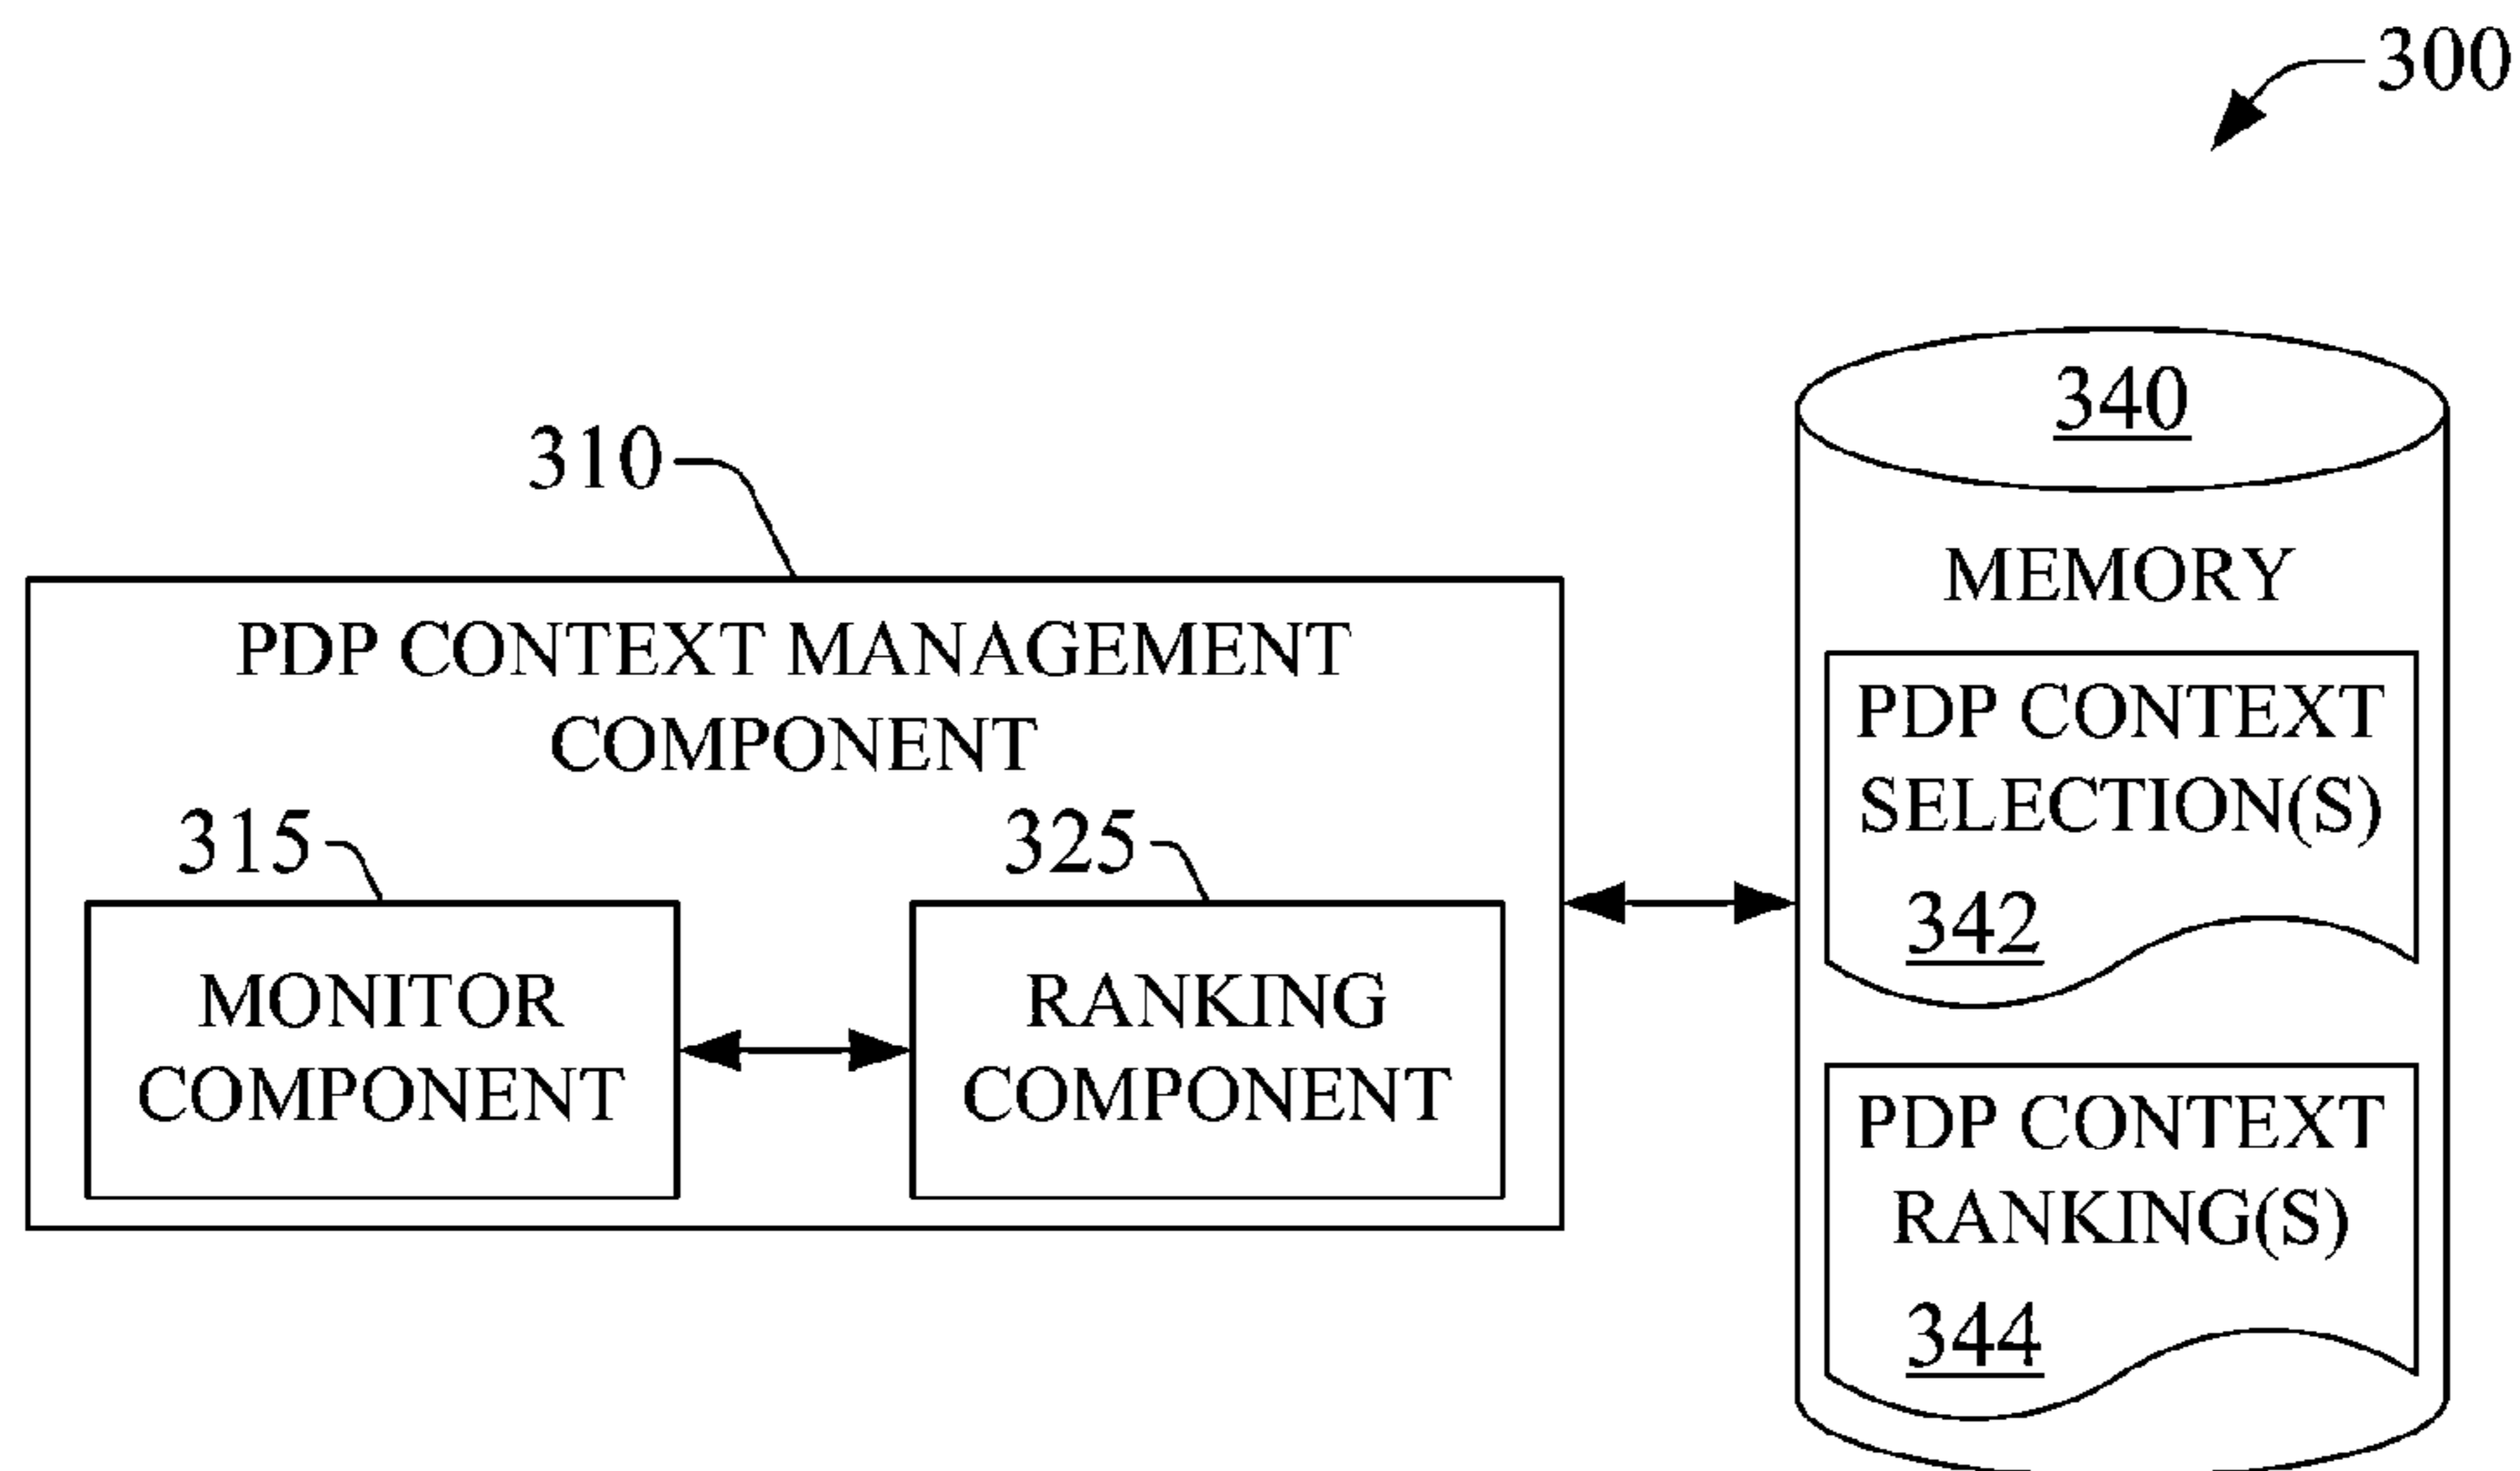 300
340
310
MEMORY
PDP CONTEXT MANAGEMENT
COMPONENT
PDP CONTEXT
SELECTION(S)
342
315
325
MONITOR
COMPONENT
RANKING
COMPONENT
PDP CONTEXT
RANKING(S)
344